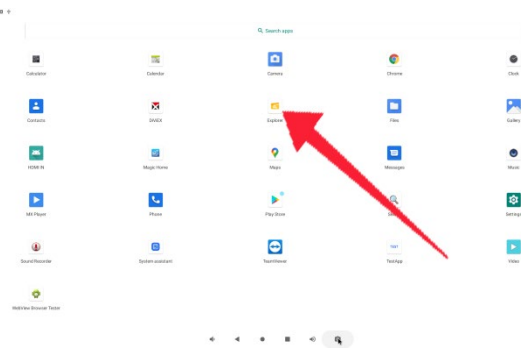 Search apps
Calculator
Calendar
Camera
Chrome
Clock
Contacts
Explorer
Files
Gallery
HDMI IN
Magic Home
Maps
Messages
Music
MX Player
Phone
Play Store
Settings
Sound Recorder
System assistant
TeamViewer
TestApp
Video
WebView Browser Tester